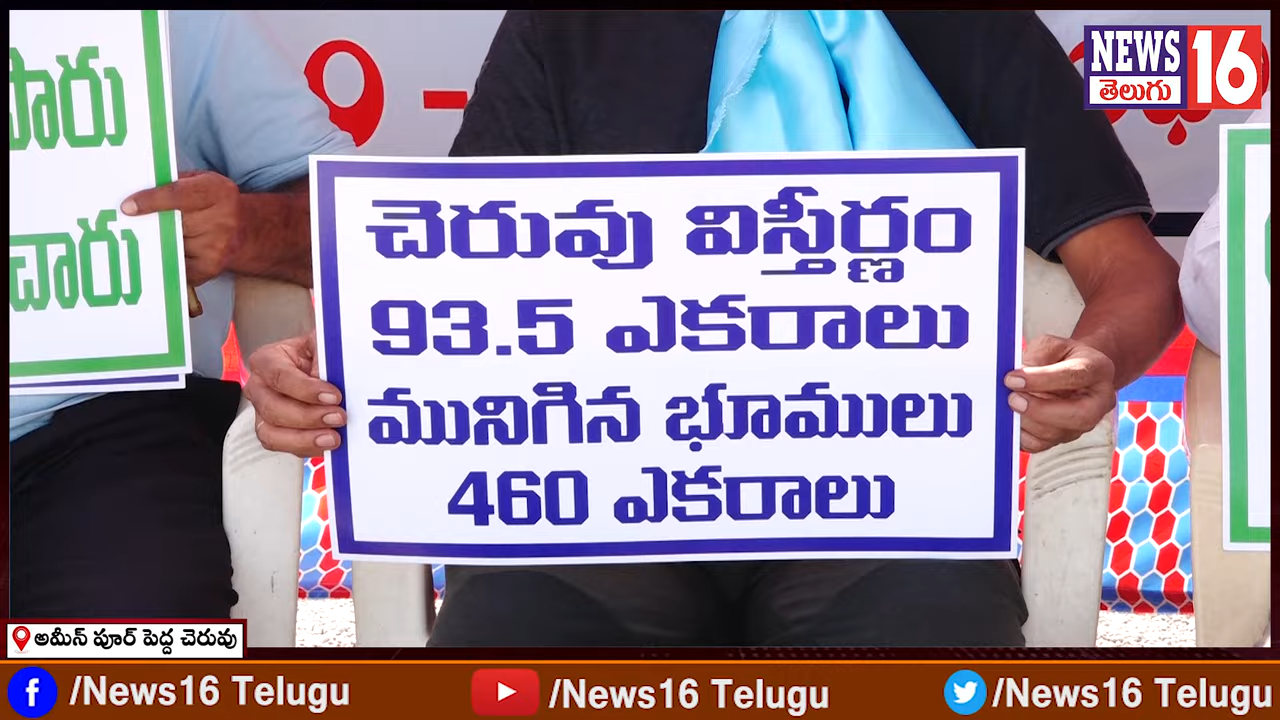 NEWS 16
తెలుగు
చెరువు విస్తీర్ణం
93.5 ఎకరాలు
మునిగిన భూములు
460 ఎకరాలు
అమీన్ పూర్ పెద్ద చెరువు
/News16 Telugu
/News16 Telugu
/News16 Telugu